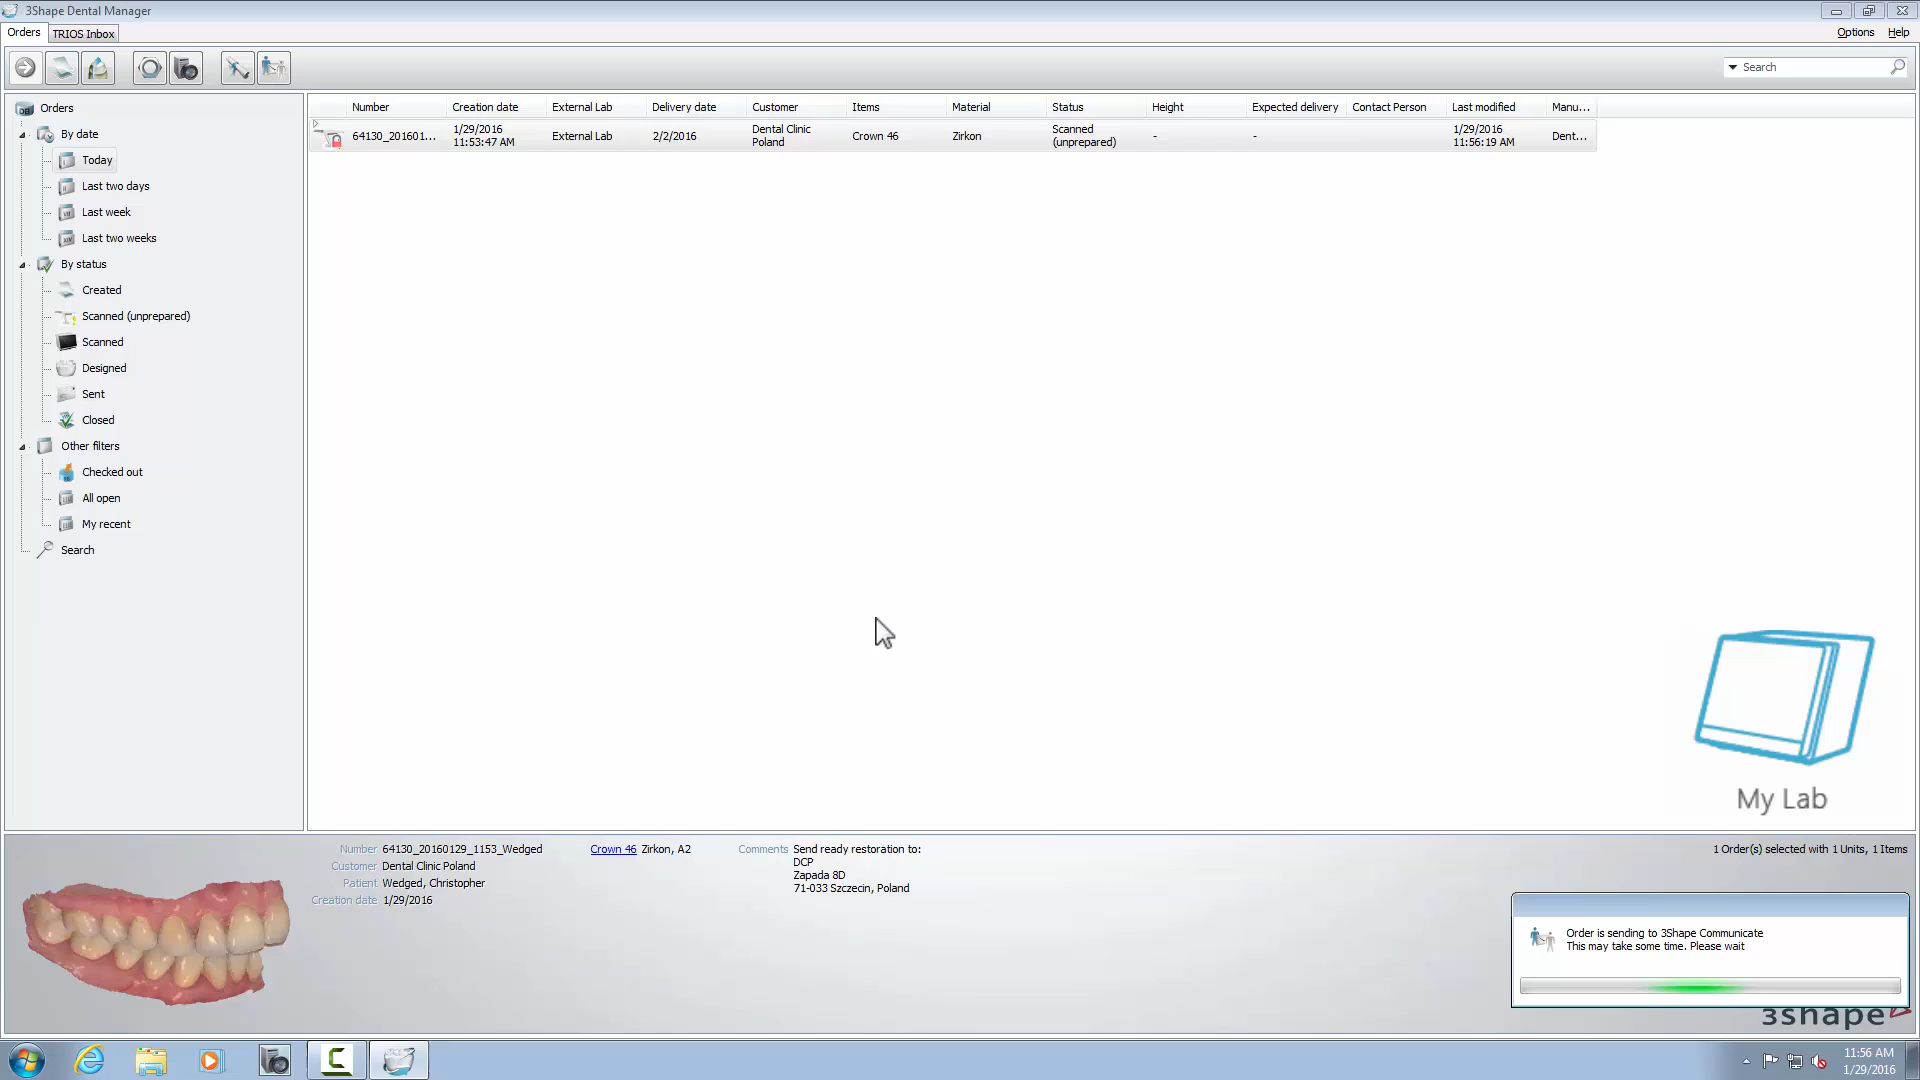 3Shape Dental Manager
Orders
TRIOS Inbox
Options
Help
Search
Orders
By date
Today
Last two days
Last week
Last two weeks
By status
Created
Scanned (unprepared)
Scanned
Designed
Sent
Closed
Other filters
Checked out
All open
My recent
Search
Number Creation date External Lab Delivery date Customer Items Material Status Height Expected delivery Contact Person Last modified Manu...
64130_201601... 1/29/2016 11:53:47 AM External Lab 2/2/2016 Dental Clinic Poland Crown 46 Zirkon Scanned (unprepared) - - 1/29/2016 11:56:19 AM Dent...
My Lab
Number 64130_20160129_1153_Wedged
Customer Dental Clinic Poland
Patient Wedged, Christopher
Creation date 1/29/2016
Crown 46 Zirkon, A2
Comments Send ready restoration to:
DCP
Zapada 8D
71-033 Szczecin, Poland
1 Order(s) selected with 1 Units, 1 Items
Order is sending to 3Shape Communicate
This may take some time. Please wait
3shape
11:56 AM
1/29/2016